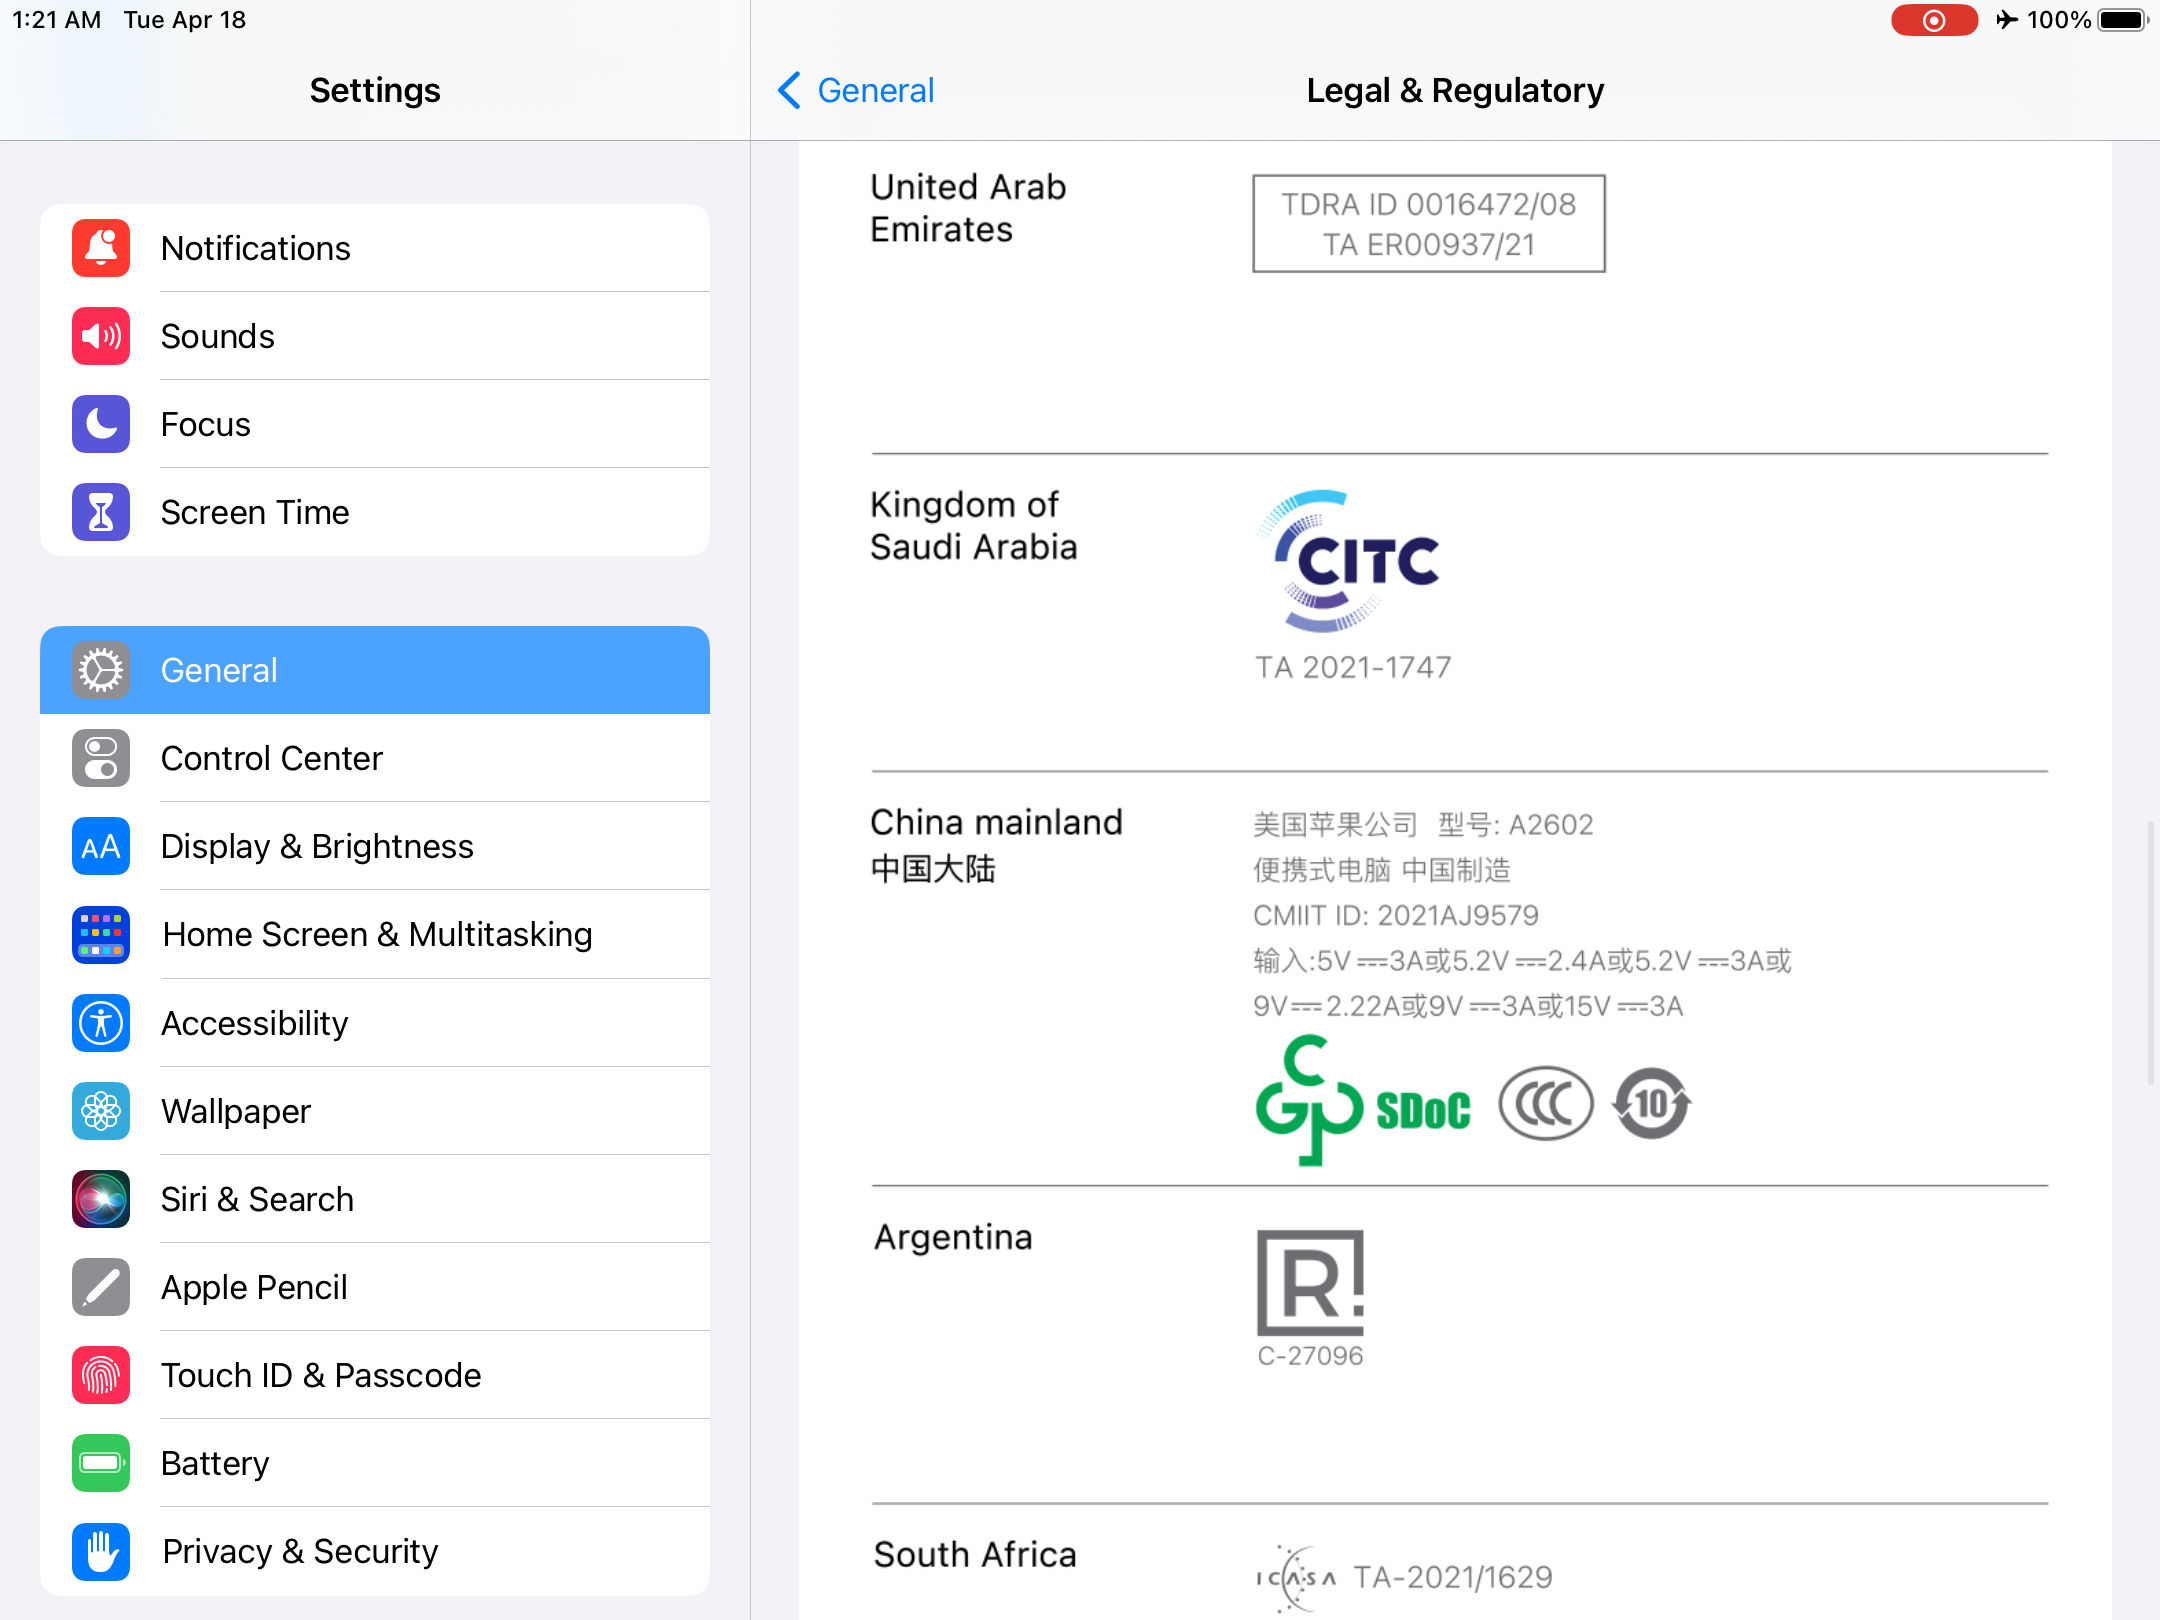 1:21 AM Tue Apr 18
100%
Settings
Notifications
Sounds
Focus
Screen Time
General
Control Center
AA
Display & Brightness
Home Screen & Multitasking
Accessibility
Wallpaper
Siri & Search
Apple Pencil
Touch ID & Passcode
Battery
Privacy & Security
General
Legal & Regulatory
United Arab
Emirates
TDRA ID 0016472/08
TA ER00937/21
Kingdom of
Saudi Arabia
CITC
TA 2021-1747
China mainland
中国大陆
美国苹果公司 型号: A2602
便携式电脑 中国制造
CMIIT ID: 2021AJ9579
输入:5V⎓3A或5.2V⎓2.4A或5.2V⎓3A或
9V⎓2.22A或9V⎓3A或15V⎓3A
CGP SDoC CCC 10
Argentina
R!
C-27096
South Africa
ICASA TA-2021/1629